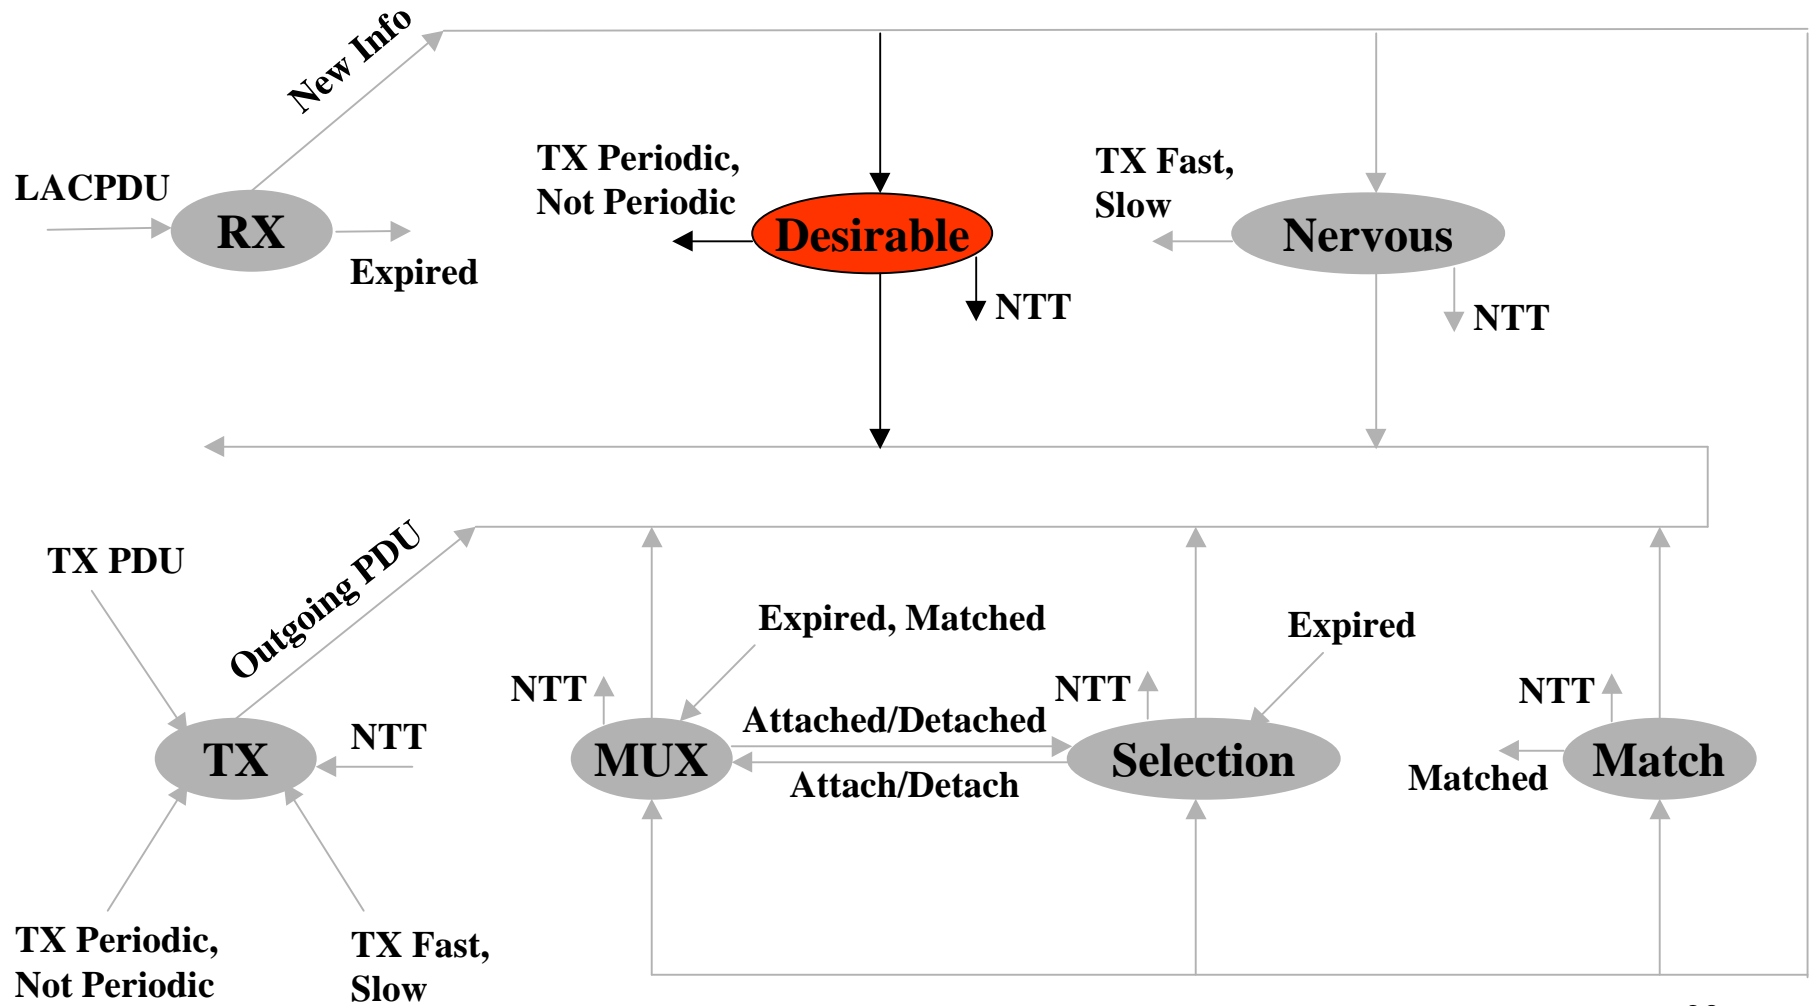 New Info
TX Periodic,
Not Periodic
TX Fast,
Slow
LACPDU
RX
Desirable
Nervous
Expired
NTT
NTT
Outgoing PDU
TX PDU
Expired, Matched
Expired
NTT
NTT
NTT
Attached/Detached
NTT
TX
MUX
Selection
Match
Attach/Detach
Matched
TX Periodic,
Not Periodic
TX Fast,
Slow